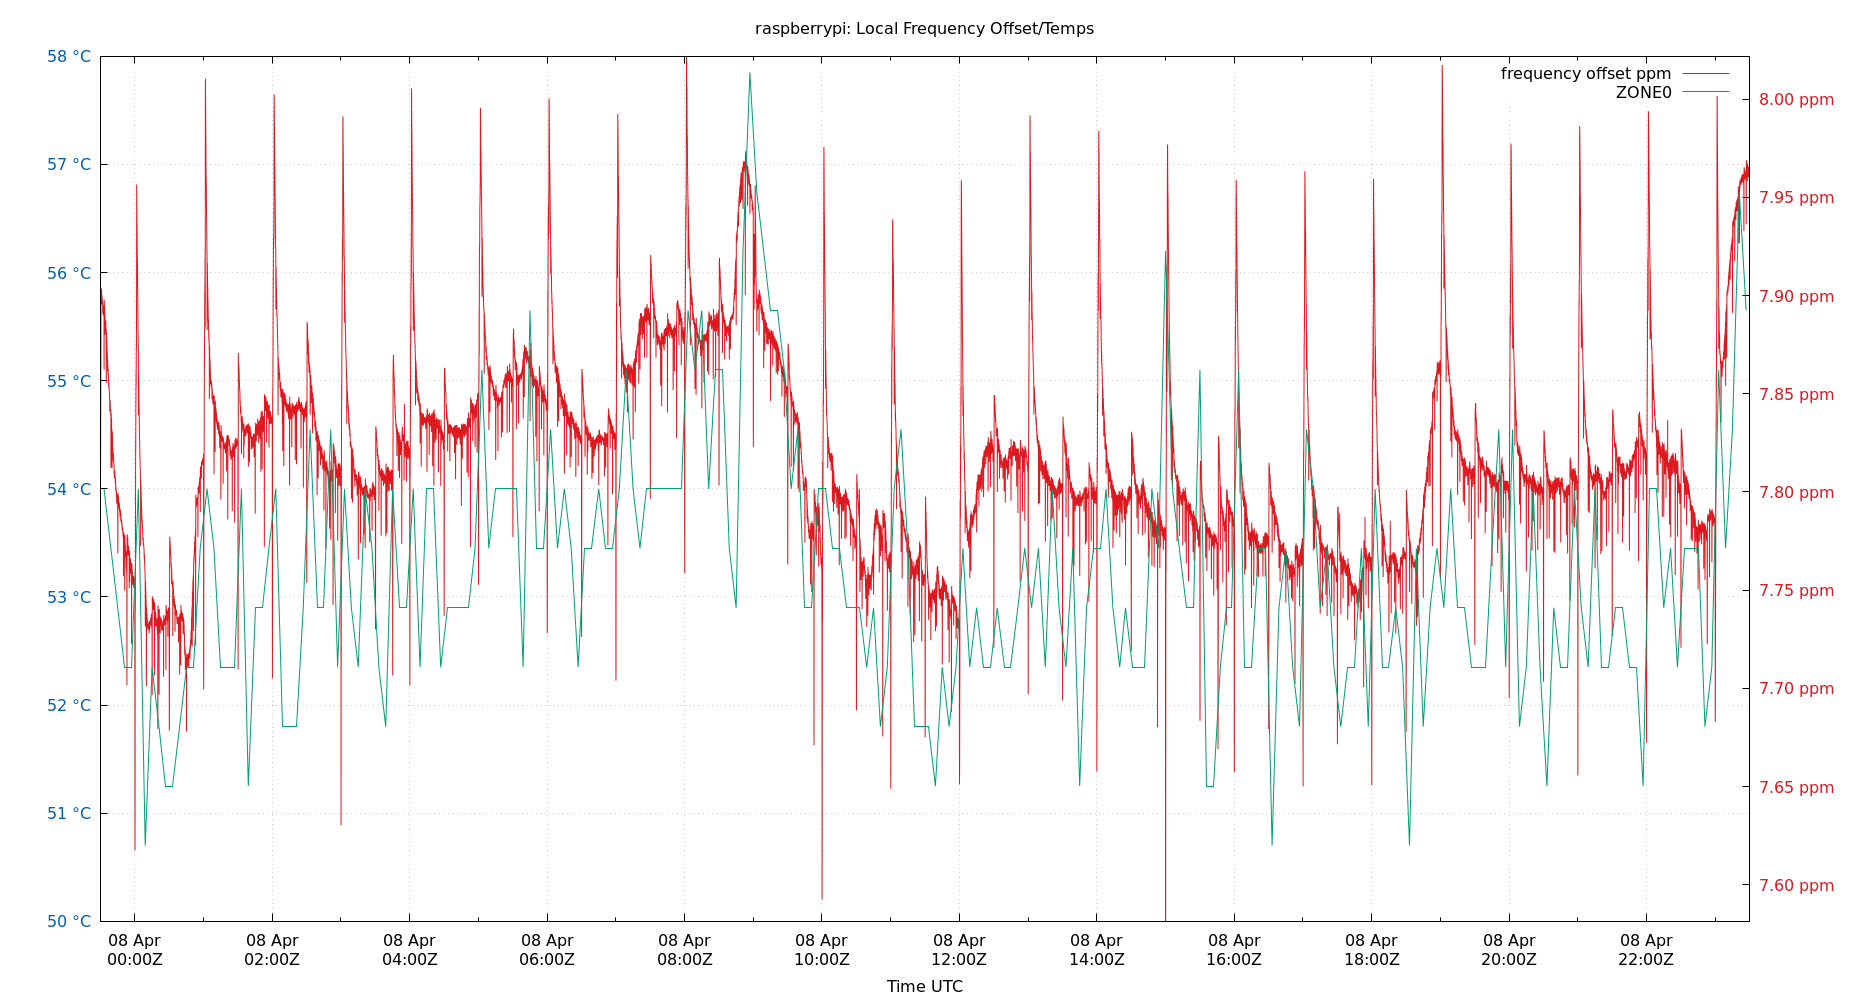 raspberrypi: Local Frequency Offset/Temps
58 °C
57 °C
56 °C
55 °C
54 °C
53 °C
52 °C
51 °C
50 °C
frequency offset ppm
ZONE0
8.00 ppm
7.95 ppm
7.90 ppm
7.85 ppm
7.80 ppm
7.75 ppm
7.70 ppm
7.65 ppm
7.60 ppm
08 Apr 08 Apr 08 Apr 08 Apr 08 Apr 08 Apr 08 Apr 08 Apr 08 Apr 08 Apr 08 Apr 08 Apr
00:00Z 02:00Z 04:00Z 06:00Z 08:00Z 10:00Z 12:00Z 14:00Z 16:00Z 18:00Z 20:00Z 22:00Z
Time UTC